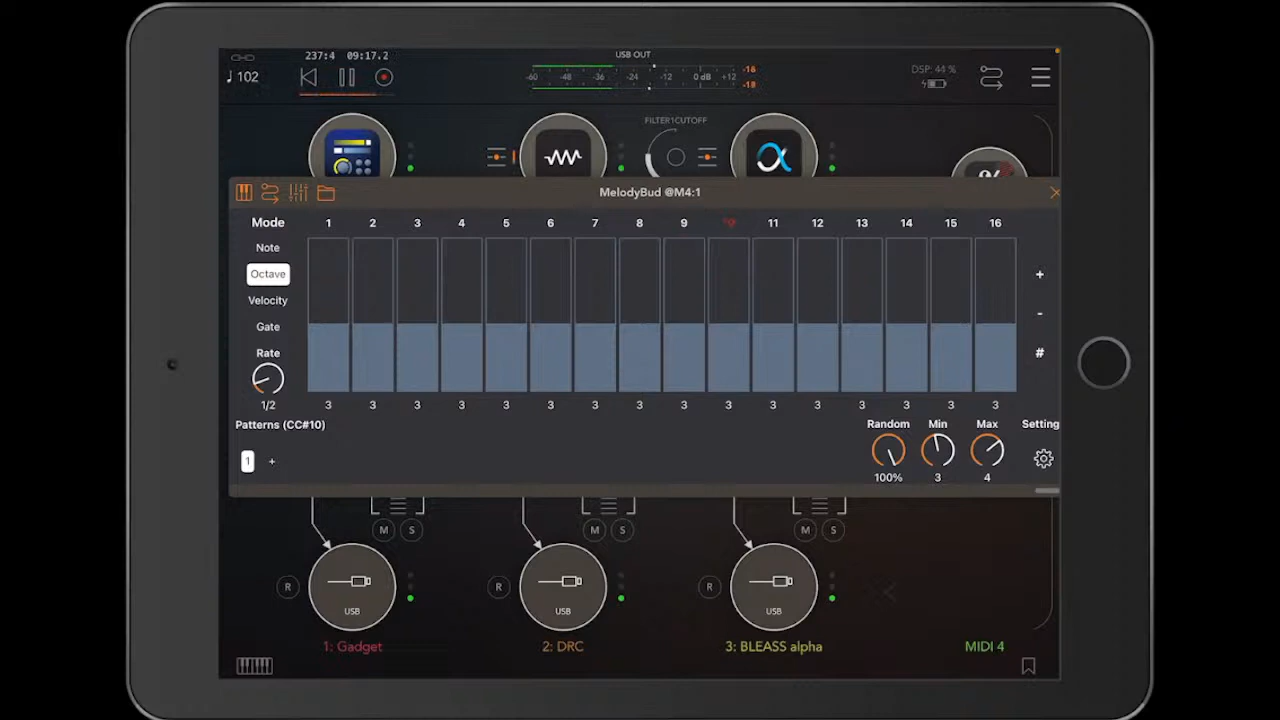 237:4 09:17.2
USB OUT
♩ 102
-60 -48 -36 -24 -12 0 dB +12
-16
-18
DSP: 44 %
FILTER1CUTOFF
MelodyBud @M4:1
Mode 1 2 3 4 5 6 7 8 9 11 12 13 14 15 16
Note
Octave
Velocity
Gate
Rate
+
-
#
1/2 3 3 3 3 3 3 3 3 3 3 3 3 3 3 3 3
Patterns (CC#10)
Random Min Max Setting
1 +
100% 3 4
M S M S M S
R R R
USB USB USB
1: Gadget 2: DRC 3: BLEASS alpha MIDI 4